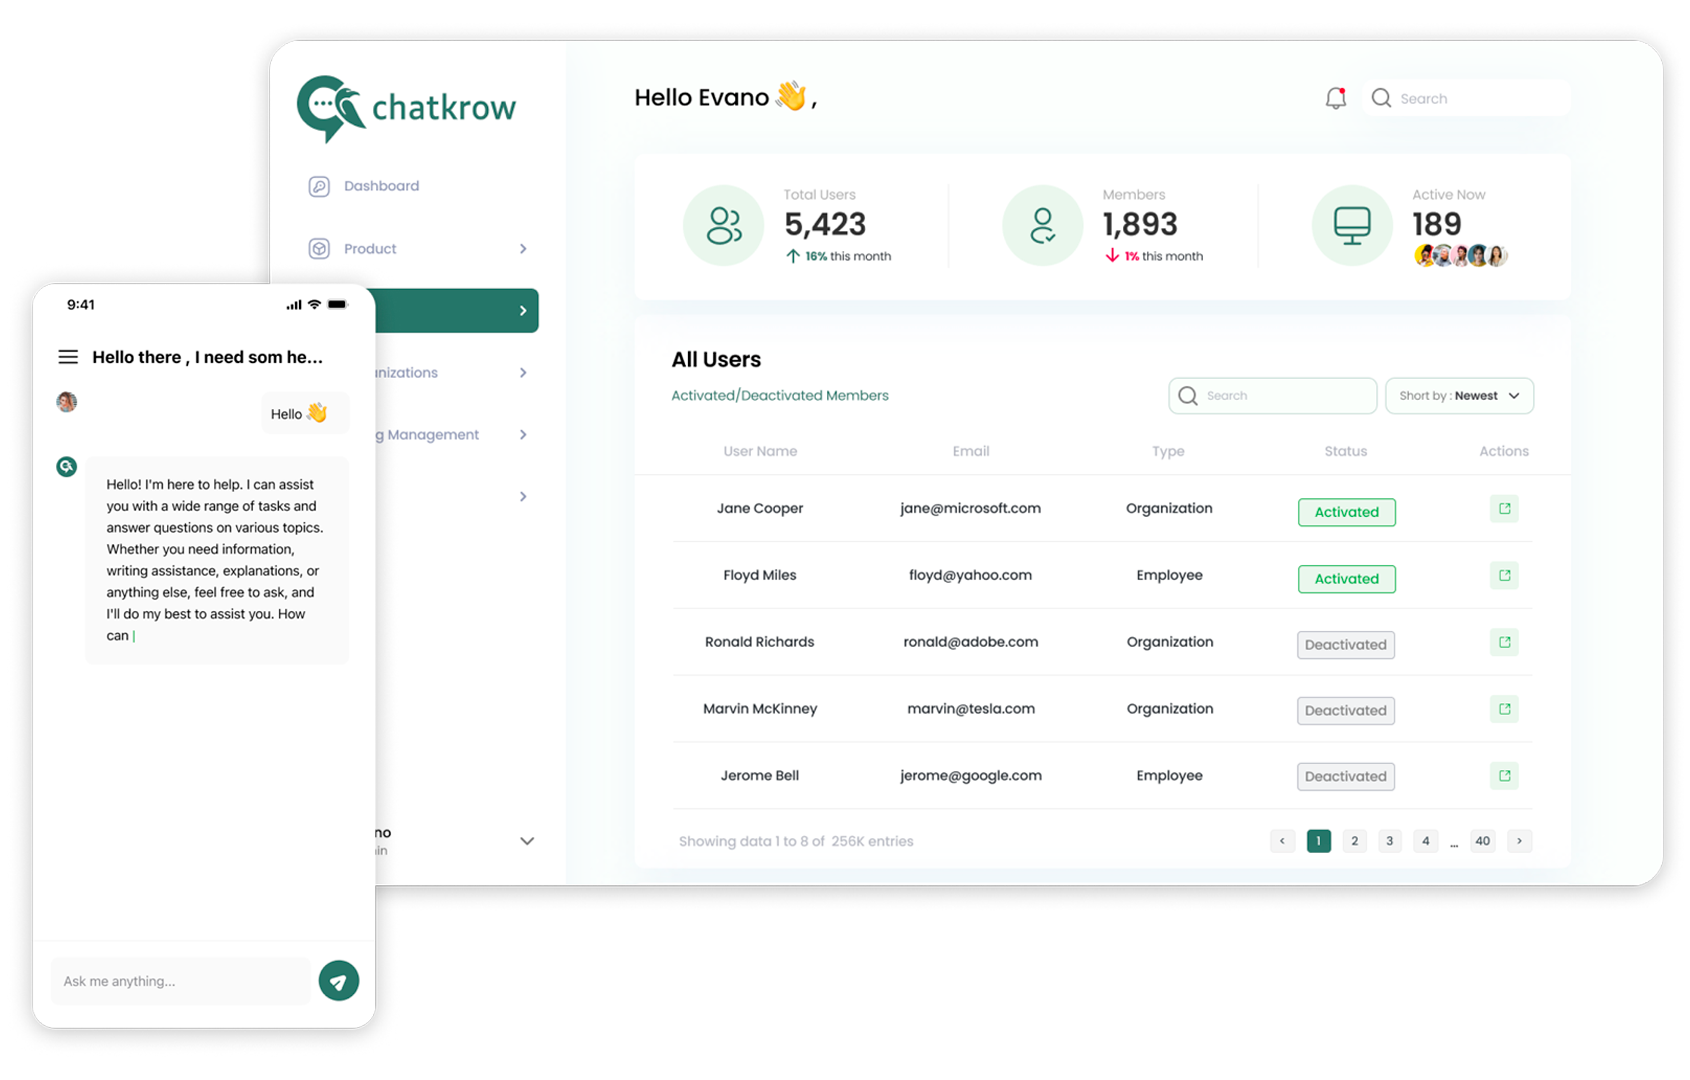 chatkrow
Dashboard
Product
nizations
g Management
no
in
Hello Evano 👋 ,
Search
Total Users
5,423
16% this month
Members
1,893
1% this month
Active Now
189
All Users
Activated/Deactivated Members
Search
Short by : Newest
User Name Email Type Status Actions
Jane Cooper jane@microsoft.com Organization Activated
Floyd Miles floyd@yahoo.com Employee Activated
Ronald Richards ronald@adobe.com Organization Deactivated
Marvin McKinney marvin@tesla.com Organization Deactivated
Jerome Bell jerome@google.com Employee Deactivated
Showing data 1 to 8 of 256K entries
< 1 2 3 4 ... 40 >
9:41
Hello there , I need som he...
Hello 👋
Hello! I'm here to help. I can assist
you with a wide range of tasks and
answer questions on various topics.
Whether you need information,
writing assistance, explanations, or
anything else, feel free to ask, and
I'll do my best to assist you. How
can |
Ask me anything...